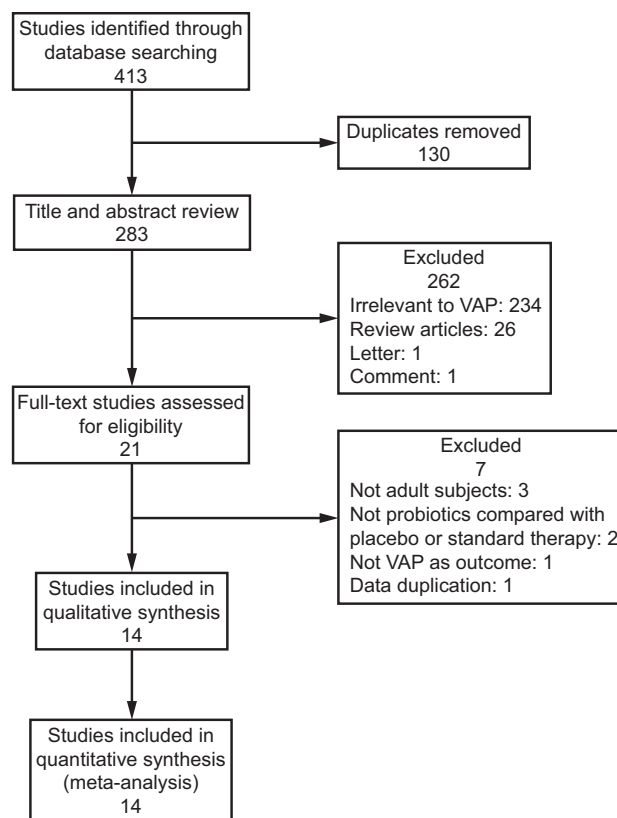 Studies identified through
database searching
413
Duplicates removed
130
Title and abstract review
283
Excluded
262
Irrelevant to VAP: 234
Review articles: 26
Letter: 1
Comment: 1
Full-text studies assessed
for eligibility
21
Excluded
7
Not adult subjects: 3
Not probiotics compared with
placebo or standard therapy: 2
Not VAP as outcome: 1
Data duplication: 1
Studies included in
qualitative synthesis
14
Studies included in
quantitative synthesis
(meta-analysis)
14